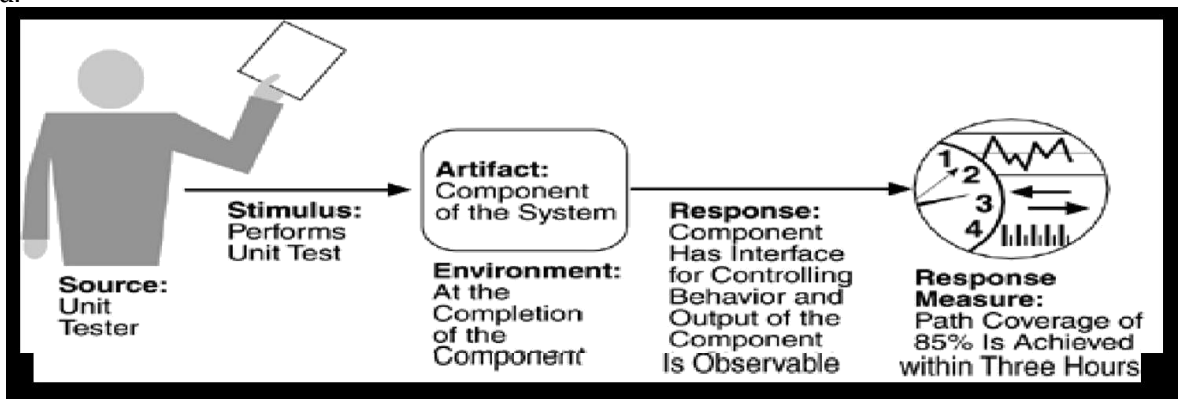 a.
Source:
Unit
Tester
Stimulus:
Performs
Unit Test
Artifact:
Component
of the System
Environment:
At the
Completion
of the
Component
Response:
Component
Has Interface
for Controlling
Behavior and
Output of the
Component
Is Observable
1
2
3
4
Response
Measure:
Path Coverage of
85% Is Achieved
within Three Hours